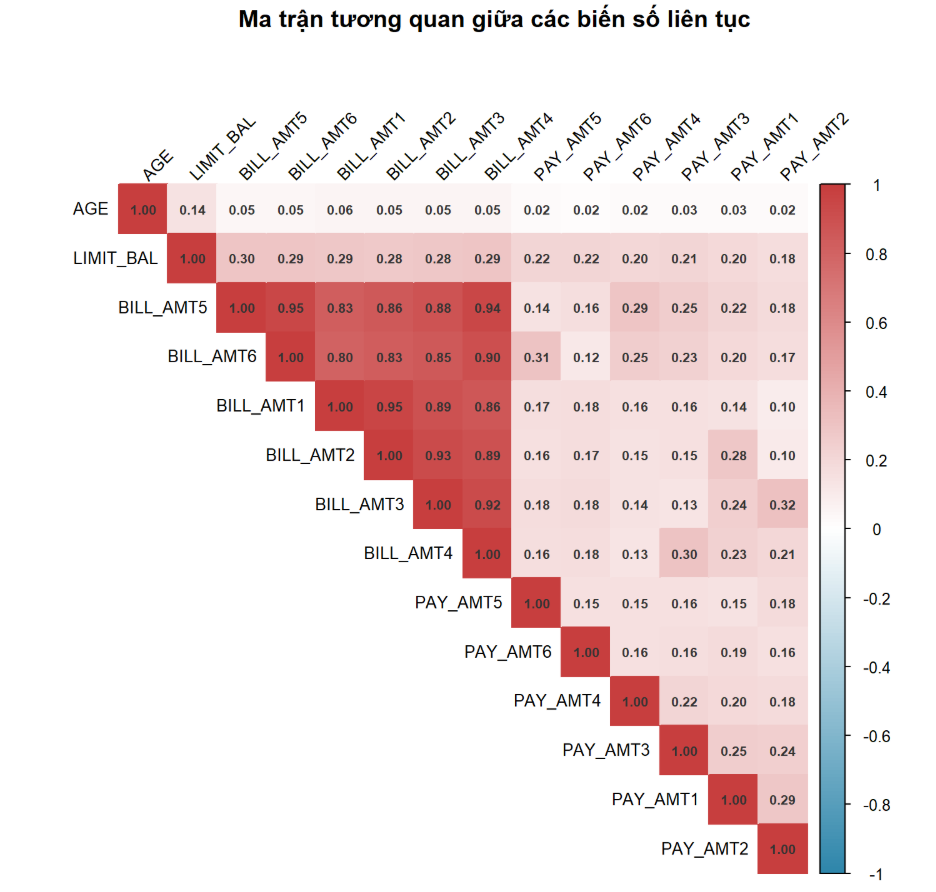 Ma trận tương quan giữa các biến số liên tục
AGE LIMIT_BAL BILL_AMT5 BILL_AMT6 BILL_AMT1 BILL_AMT2 BILL_AMT3 BILL_AMT4 PAY_AMT5 PAY_AMT6 PAY_AMT4 PAY_AMT3 PAY_AMT1 PAY_AMT2
AGE 1.00 0.14 0.05 0.05 0.06 0.05 0.05 0.05 0.02 0.02 0.02 0.03 0.03 0.02
LIMIT_BAL 1.00 0.30 0.29 0.29 0.28 0.28 0.29 0.22 0.22 0.20 0.21 0.20 0.18
BILL_AMT5 1.00 0.95 0.83 0.86 0.88 0.94 0.14 0.16 0.29 0.25 0.22 0.18
BILL_AMT6 1.00 0.80 0.83 0.85 0.90 0.31 0.12 0.25 0.23 0.20 0.17
BILL_AMT1 1.00 0.95 0.89 0.86 0.17 0.18 0.16 0.16 0.14 0.10
BILL_AMT2 1.00 0.93 0.89 0.16 0.17 0.15 0.15 0.28 0.10
BILL_AMT3 1.00 0.92 0.18 0.18 0.14 0.13 0.24 0.32
BILL_AMT4 1.00 0.16 0.18 0.13 0.30 0.23 0.21
PAY_AMT5 1.00 0.15 0.15 0.16 0.15 0.18
PAY_AMT6 1.00 0.16 0.16 0.19 0.16
PAY_AMT4 1.00 0.22 0.20 0.18
PAY_AMT3 1.00 0.25 0.24
PAY_AMT1 1.00 0.29
PAY_AMT2 1.00
1
0.8
0.6
0.4
0.2
0
-0.2
-0.4
-0.6
-0.8
-1